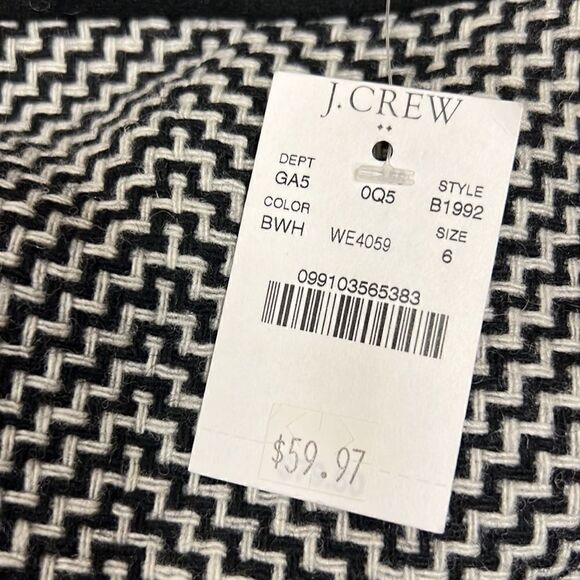 J.CREW
DEPT
GA5 0Q5 STYLE
B1992
COLOR
BWH WE4059 SIZE
6
099103565383
$59.97